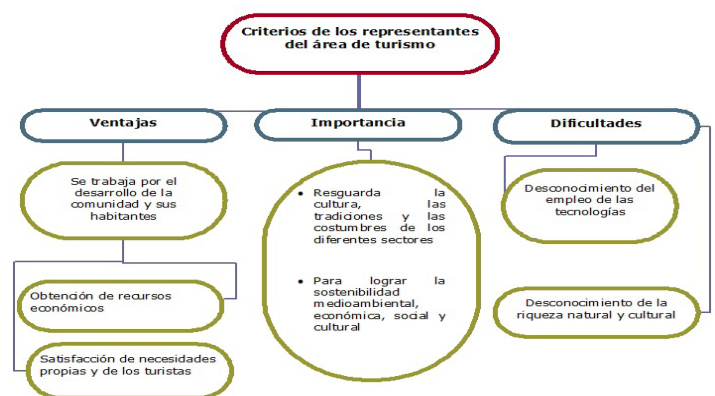 Criterios de los representantes
del área de turismo
Ventajas
Importancia
Dificultades
Se trabaja por el
desarrollo de la
comunidad y sus
habitantes
Obtención de recursos
económicos
Satisfacción de necesidades
propias y de los turistas
• Resguarda la
cultura, las
tradiciones y las
costumbres de los
diferentes sectores
• Para lograr la
sostenibilidad
medioambiental,
económica, social y
cultural
Desconocimiento del
empleo de las
tecnologías
Desconocimiento de la
riqueza natural y cultural